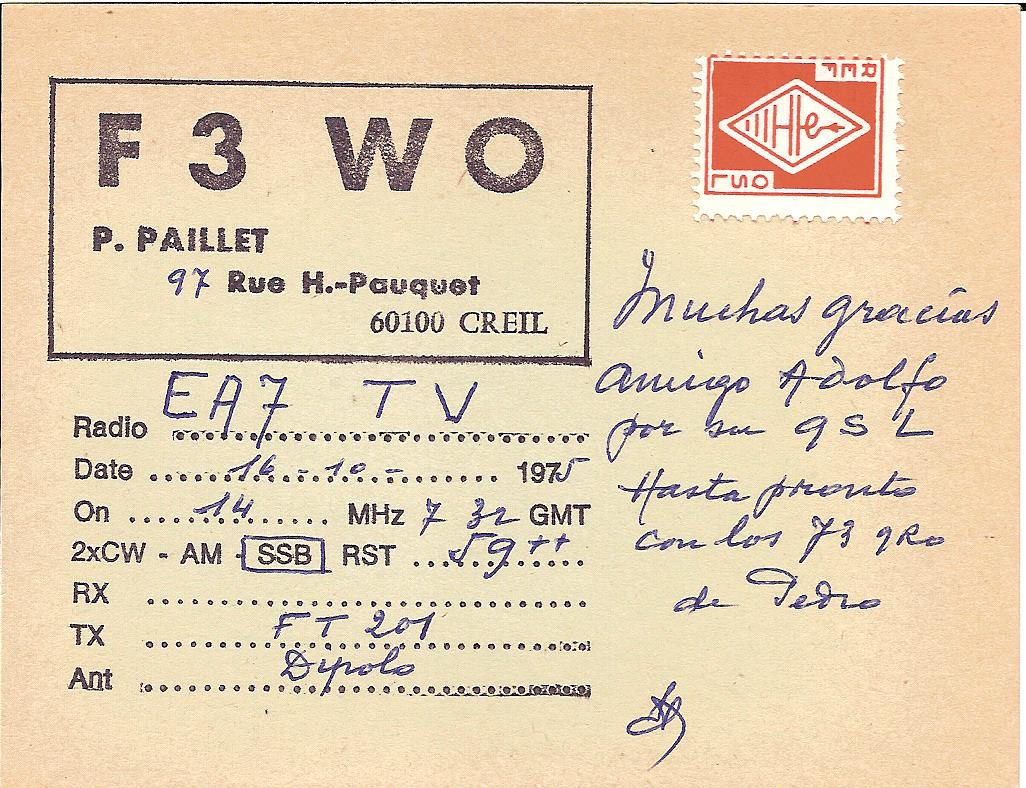 F 3 WO
P. PAILLET
97 Rue H.-Pauquet
60100 CREIL
REF
QSL
Radio EA7 TV
Date 16 - 10 - 1975
On 14 MHz 7 32 GMT
2xCW - AM - SSB RST 59++
RX
TX FT 201
Ant Dipolo
Muchas gracias
amigo Adolfo
por su QSL
Hasta pronto
con los 73 qRo
de Pedro